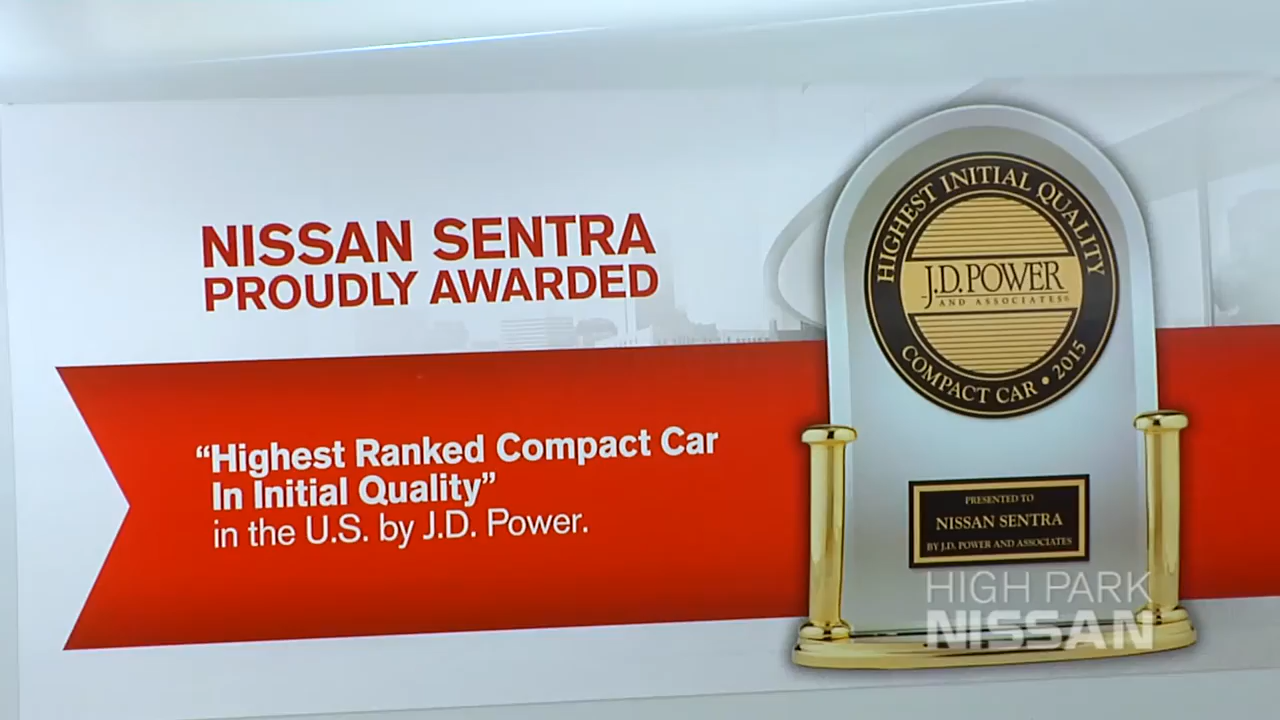 NISSAN SENTRA
PROUDLY AWARDED
“Highest Ranked Compact Car
In Initial Quality”
in the U.S. by J.D. Power.
HIGHEST INITIAL QUALITY
J.D. POWER
AND ASSOCIATES®
COMPACT CAR • 2015
PRESENTED TO
NISSAN SENTRA
BY J.D. POWER AND ASSOCIATES
HIGH PARK
NISSAN